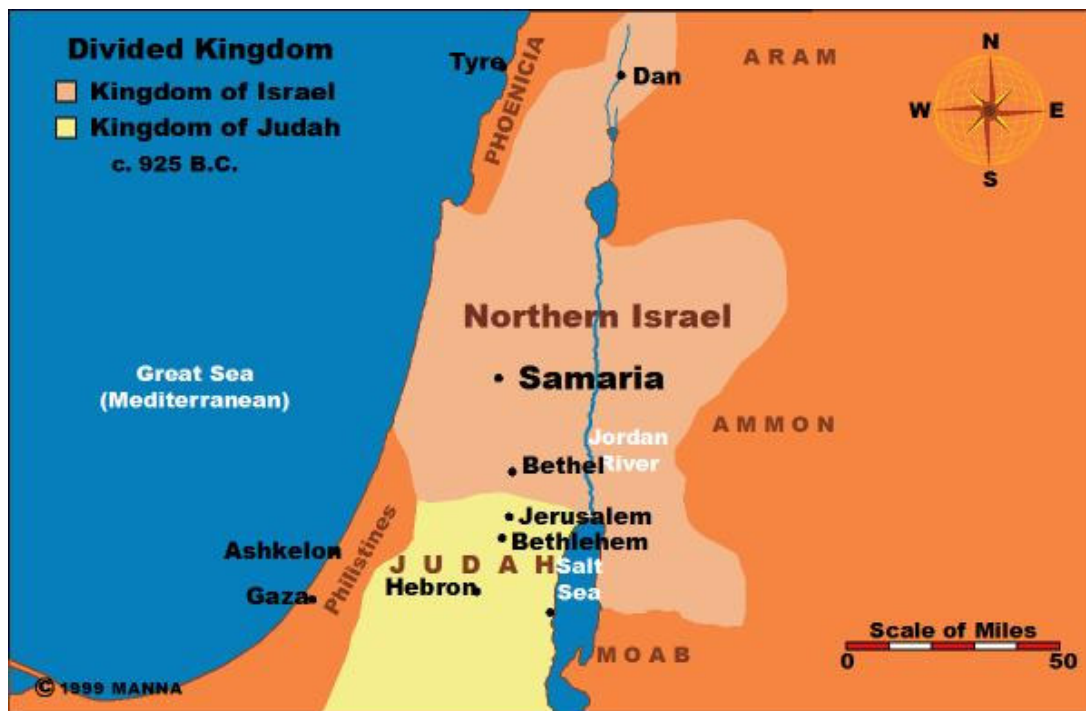 Divided Kingdom
Kingdom of Israel
Kingdom of Judah
c. 925 B.C.
Tyre
PHOENICIA
Dan
ARAM
N
W
E
S
Northern Israel
Samaria
Great Sea
(Mediterranean)
AMMON
Jordan
River
Bethel
Jerusalem
Bethlehem
Ashkelon
Philistines
JUDAH
Salt
Sea
Hebron
Gaza
MOAB
Scale of Miles
0
50
© 1999 MANNA